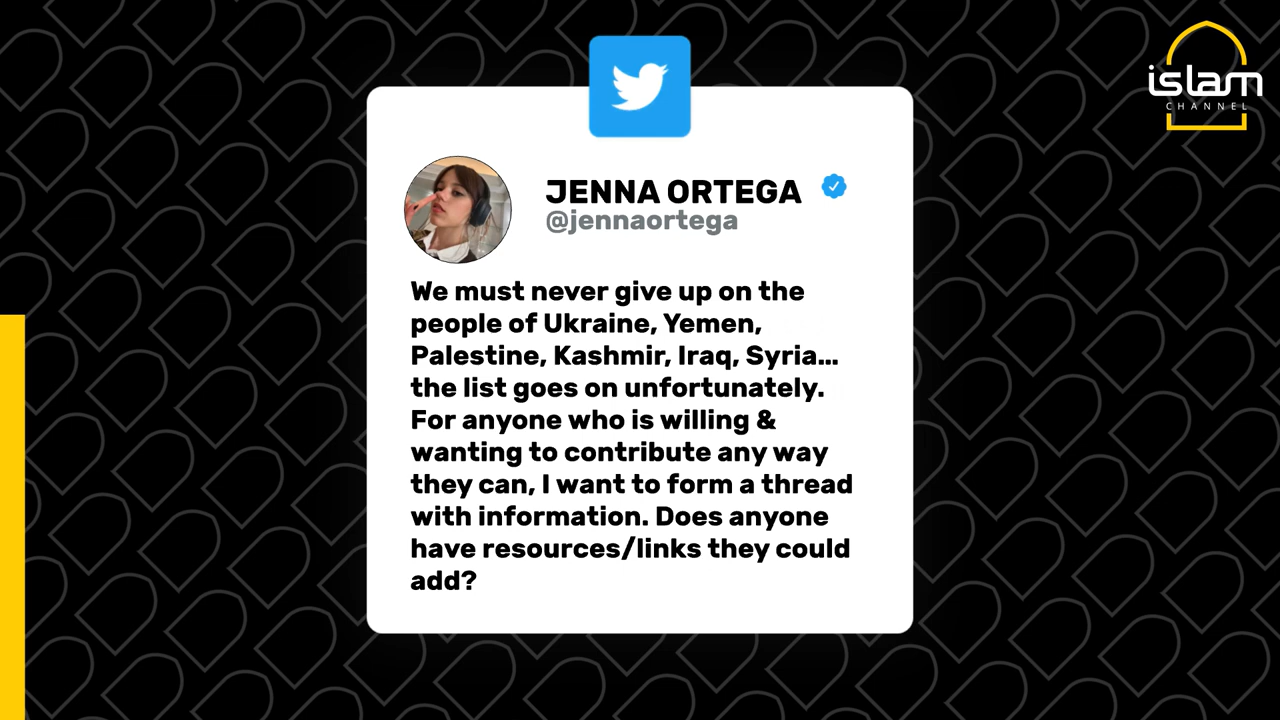 islam
CHANNEL
JENNA ORTEGA
@jennaortega
We must never give up on the
people of Ukraine, Yemen,
Palestine, Kashmir, Iraq, Syria...
the list goes on unfortunately.
For anyone who is willing &
wanting to contribute any way
they can, I want to form a thread
with information. Does anyone
have resources/links they could
add?